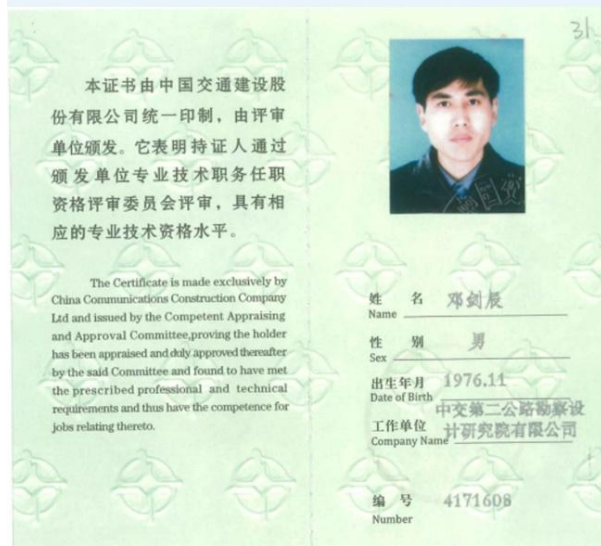 31
本证书由中国交通建设股
份有限公司统一印制，由评审
单位颁发。它表明持证人通过
颁发单位专业技术职务任职
资格评审委员会评审，具有相
应的专业技术资格水平。
The Certificate is made exclusively by
China Communications Construction Company
Ltd and issued by the Competent Appraising
and Approval Committee,proving the holder
has been appraised and duly approved thereafter
by the said Committee and found to have met
the prescribed professional and technical
requirements and thus have the competence for
jobs relating thereto.
姓 名 邓剑辰
Name
性 别 男
Sex
出生年月 1976.11
Date of Birth
中交第二公路勘察设
工作单位 计研究院有限公司
Company Name
编 号 4171608
Number